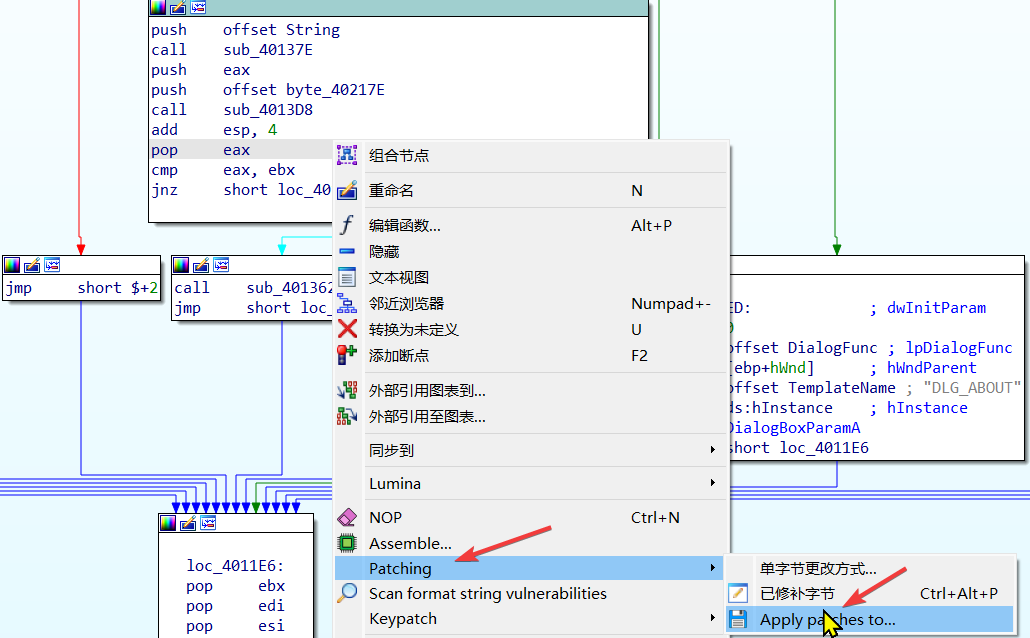 push offset String
call sub_40137E
push eax
push offset byte_40217E
call sub_4013D8
add esp, 4
pop eax
cmp eax, ebx
jnz short loc_40
jmp short $+2
call sub_401362
jmp short loc_
ED: ; dwInitParam
offset DialogFunc ; lpDialogFunc
[ebp+hWnd] ; hWndParent
offset TemplateName ; "DLG_ABOUT"
ds:hInstance ; hInstance
DialogBoxParamA
short loc_4011E6
loc_4011E6:
pop ebx
pop edi
pop esi
组合节点
重命名 N
编辑函数... Alt+P
隐藏
文本视图
邻近浏览器 Numpad+-
转换为未定义 U
添加断点 F2
外部引用图表到...
外部引用至图表...
同步到
Lumina
NOP Ctrl+N
Assemble...
Patching
Scan format string vulnerabilities
Keypatch
单字节更改方式...
已修补字节 Ctrl+Alt+P
Apply patches to...